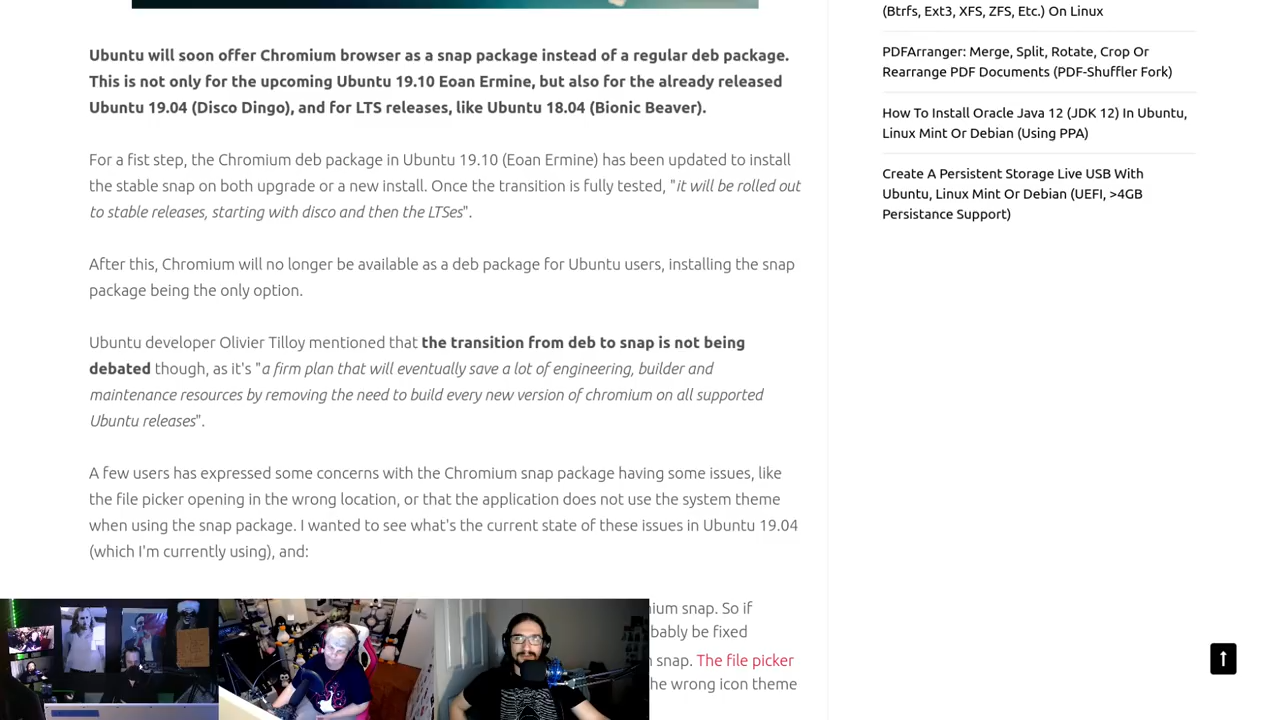 Ubuntu will soon offer Chromium browser as a snap package instead of a regular deb package.
This is not only for the upcoming Ubuntu 19.10 Eoan Ermine, but also for the already released
Ubuntu 19.04 (Disco Dingo), and for LTS releases, like Ubuntu 18.04 (Bionic Beaver).
For a fist step, the Chromium deb package in Ubuntu 19.10 (Eoan Ermine) has been updated to install
the stable snap on both upgrade or a new install. Once the transition is fully tested, "it will be rolled out
to stable releases, starting with disco and then the LTSes".
After this, Chromium will no longer be available as a deb package for Ubuntu users, installing the snap
package being the only option.
Ubuntu developer Olivier Tilloy mentioned that the transition from deb to snap is not being
debated though, as it's "a firm plan that will eventually save a lot of engineering, builder and
maintenance resources by removing the need to build every new version of chromium on all supported
Ubuntu releases".
A few users has expressed some concerns with the Chromium snap package having some issues, like
the file picker opening in the wrong location, or that the application does not use the system theme
when using the snap package. I wanted to see what's the current state of these issues in Ubuntu 19.04
(which I'm currently using), and:
ium snap. So if
bably be fixed
snap. The file picker
he wrong icon theme
(Btrfs, Ext3, XFS, ZFS, Etc.) On Linux
PDFArranger: Merge, Split, Rotate, Crop Or
Rearrange PDF Documents (PDF-Shuffler Fork)
How To Install Oracle Java 12 (JDK 12) In Ubuntu,
Linux Mint Or Debian (Using PPA)
Create A Persistent Storage Live USB With
Ubuntu, Linux Mint Or Debian (UEFI, >4GB
Persistance Support)